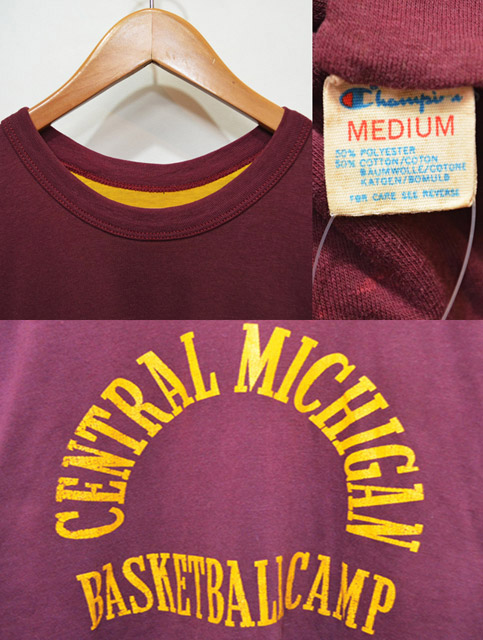 Champion
MEDIUM
50% POLYESTER
50% COTTON/COTON
BAUMWOLLE/COTONE
KATOEN/BOMULD
FOR CARE SEE REVERSE
CENTRAL MICHIGAN
BASKETBALL CAMP